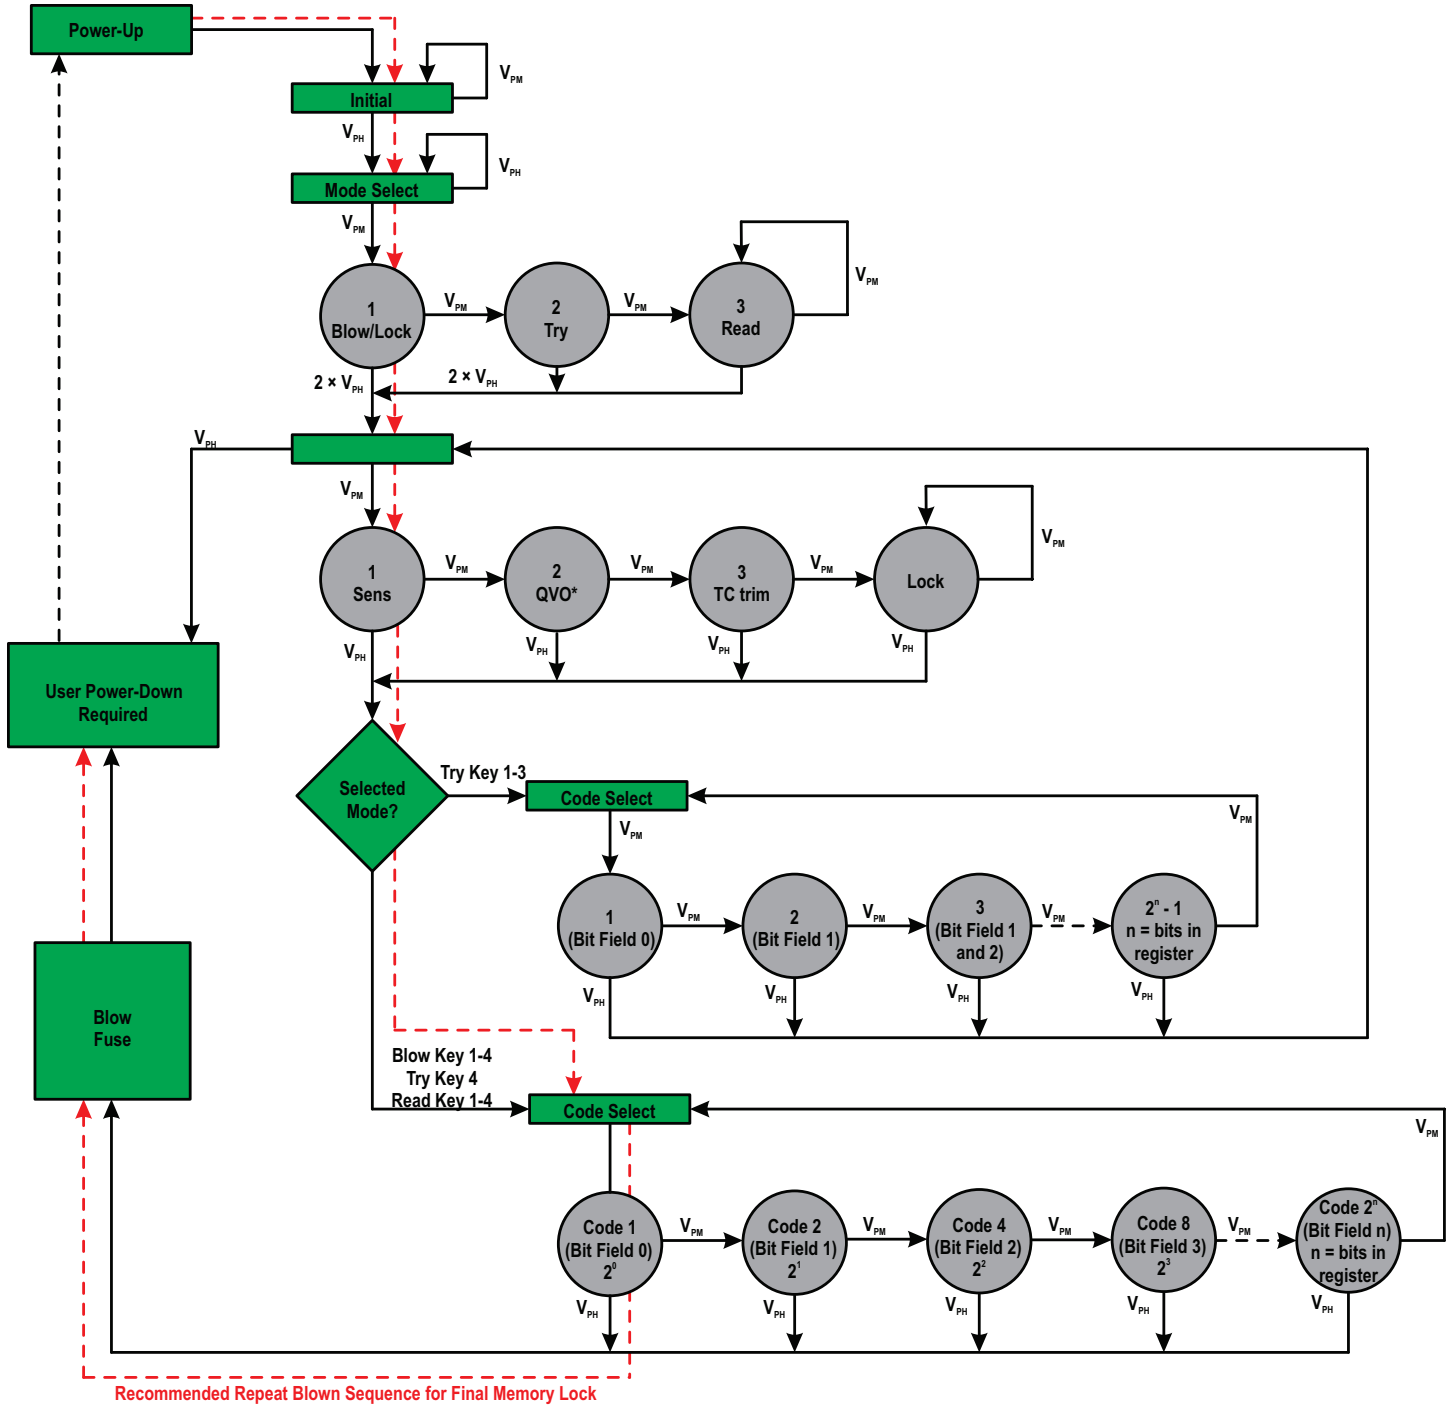 Power-Up
VPM
Initial
VPH
VPH
Mode Select
VPM
1
Blow/Lock
VPM
2
Try
VPM
3
Read
VPM
2 × VPH
2 × VPH
VPH
VPM
1
Sens
VPM
2
QVO*
VPM
3
TC trim
VPM
Lock
VPM
VPH
VPH
VPH
VPH
User Power-Down
Required
Selected
Mode?
Try Key 1-3
Code Select
VPM
VPM
1
(Bit Field 0)
VPM
2
(Bit Field 1)
VPM
3
(Bit Field 1
and 2)
VPM
2ⁿ - 1
n = bits in
register
VPH
VPH
VPH
VPH
Blow
Fuse
Blow Key 1-4
Try Key 4
Read Key 1-4
Code Select
VPM
Code 1
(Bit Field 0)
2⁰
VPM
Code 2
(Bit Field 1)
2¹
VPM
Code 4
(Bit Field 2)
2²
VPM
Code 8
(Bit Field 3)
2³
VPM
Code 2ⁿ
(Bit Field n)
n = bits in
register
VPH
VPH
VPH
VPH
VPH
Recommended Repeat Blown Sequence for Final Memory Lock